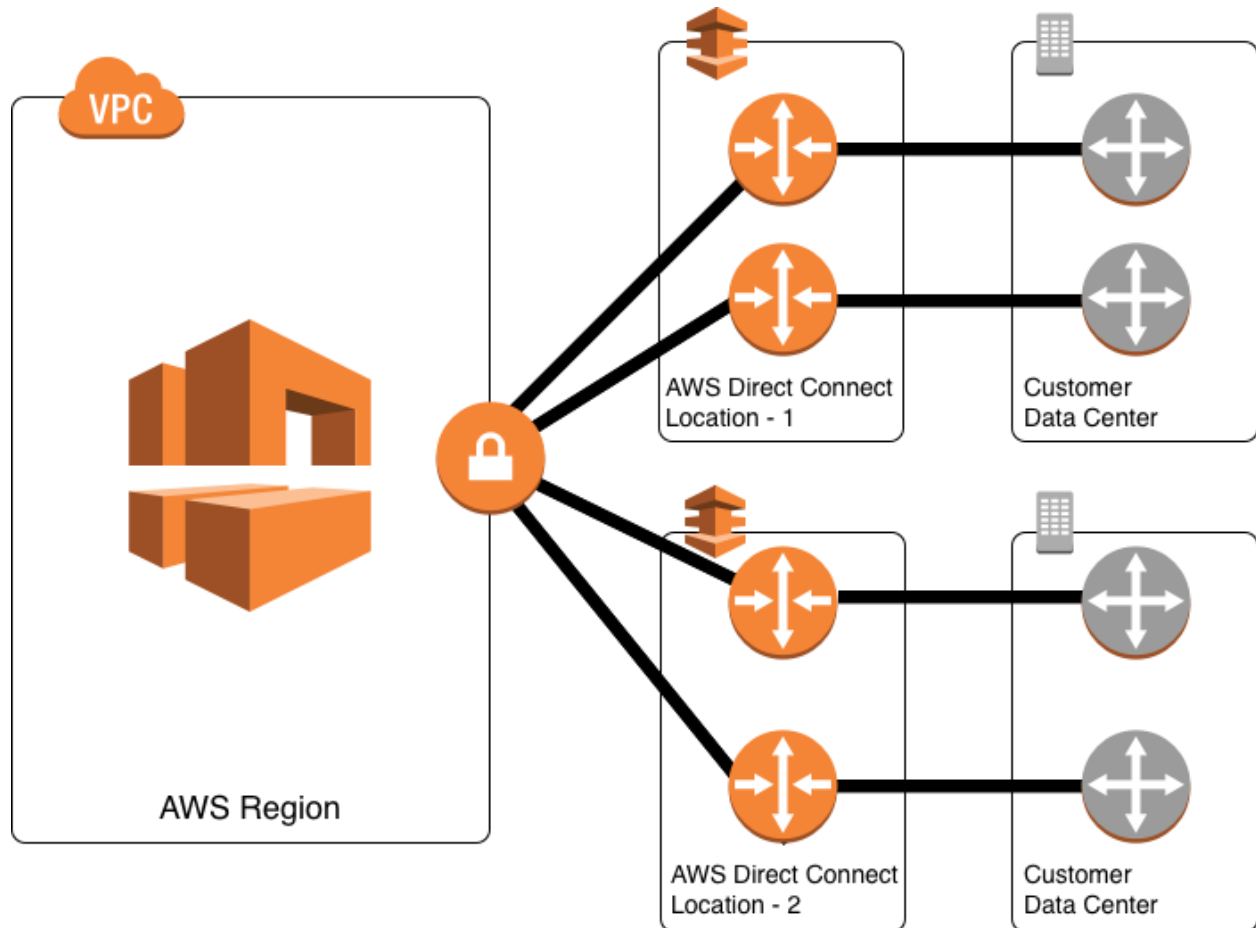 VPC
AWS Region
AWS Direct Connect
Location - 1
Customer
Data Center
AWS Direct Connect
Location - 2
Customer
Data Center